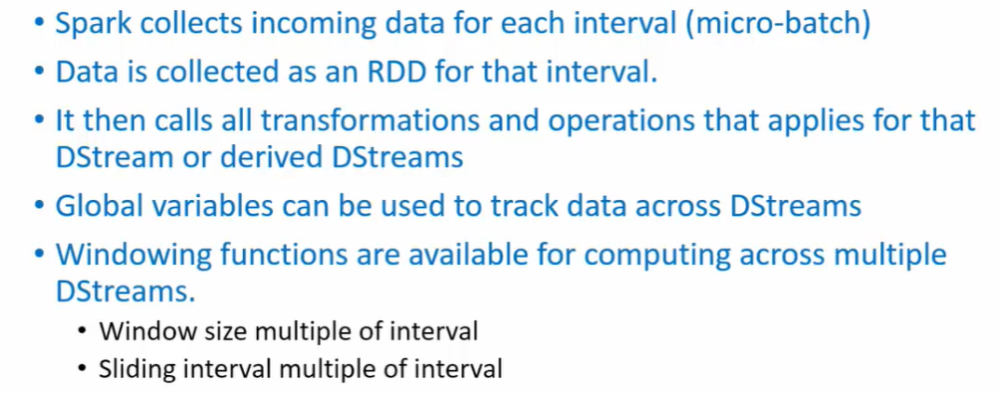 • Spark collects incoming data for each interval (micro-batch)
• Data is collected as an RDD for that interval.
• It then calls all transformations and operations that applies for that
DStream or derived DStreams
• Global variables can be used to track data across DStreams
• Windowing functions are available for computing across multiple
DStreams.
• Window size multiple of interval
• Sliding interval multiple of interval